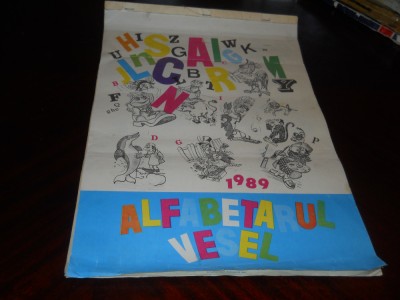 U H I S Z A I W K
L n S G I G N
B C B T R Y
F N I
D G P
1989
ALFABETARUL
VESEL